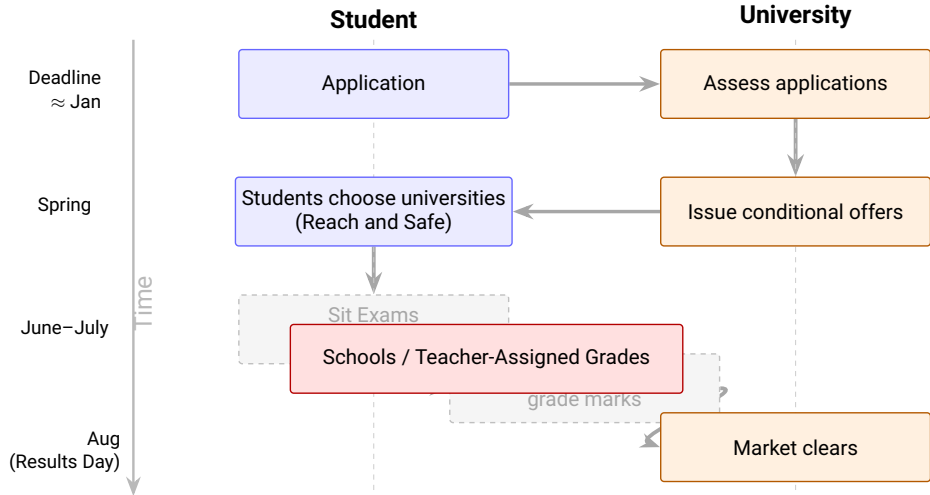 Student
University
Deadline
≈ Jan
Application
Assess applications
Spring
Students choose universities
(Reach and Safe)
Issue conditional offers
Time
June–July
Sit Exams
Schools / Teacher-Assigned Grades
grade marks
Aug
(Results Day)
Market clears